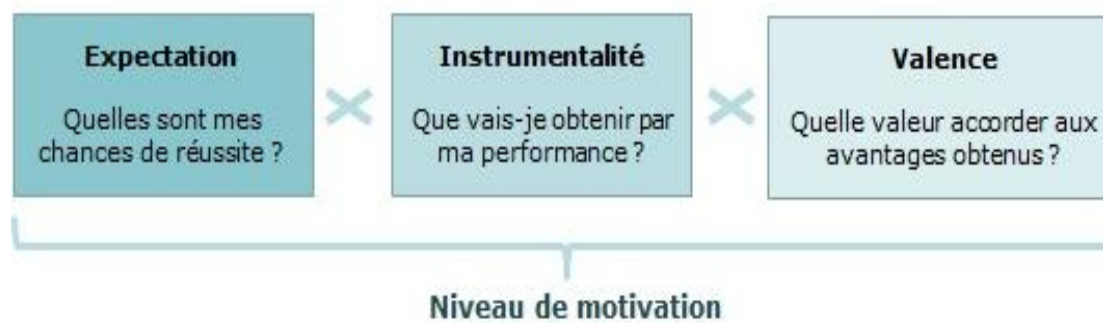 Expectation
Quelles sont mes
chances de réussite ?
Instrumentalité
Que vais-je obtenir par
ma performance ?
Valence
Quelle valeur accorder aux
avantages obtenus ?
Niveau de motivation